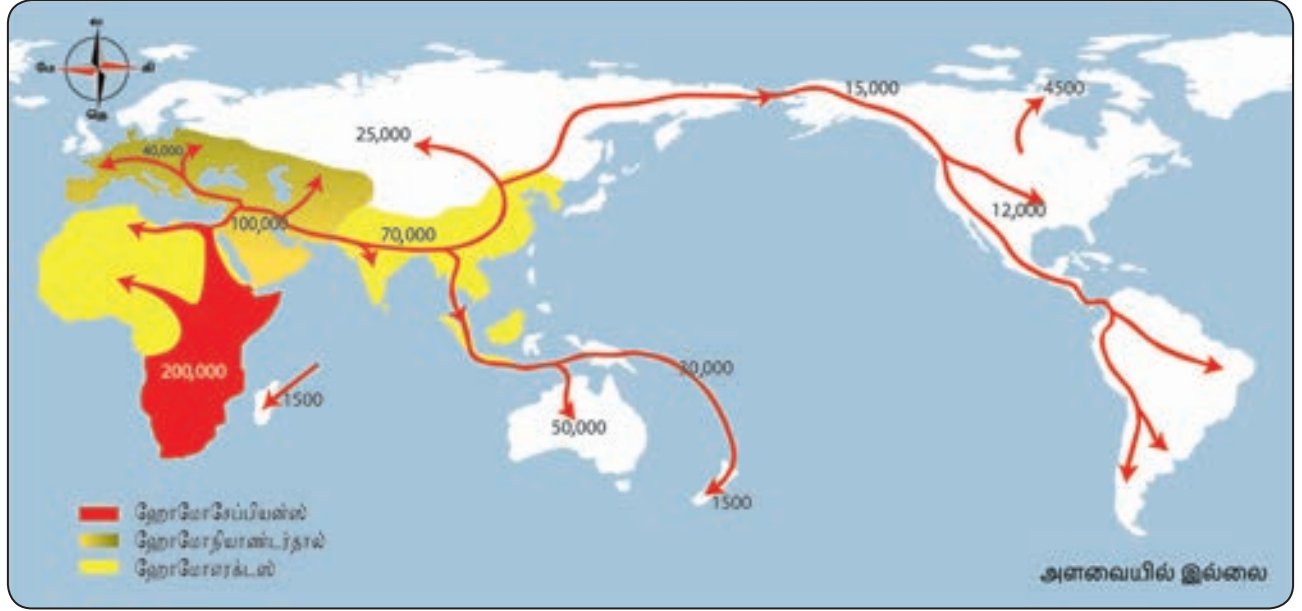 வ
மே கி
தெ
15,000
4500
25,000
40,000
12,000
100,000
70,000
200,000
30,000
1500
50,000
1500
ஹோமோசேப்பியன்ஸ்
ஹோமோநியாண்டர்தால்
ஹோமோஎரக்டஸ்
அளவையில் இல்லை